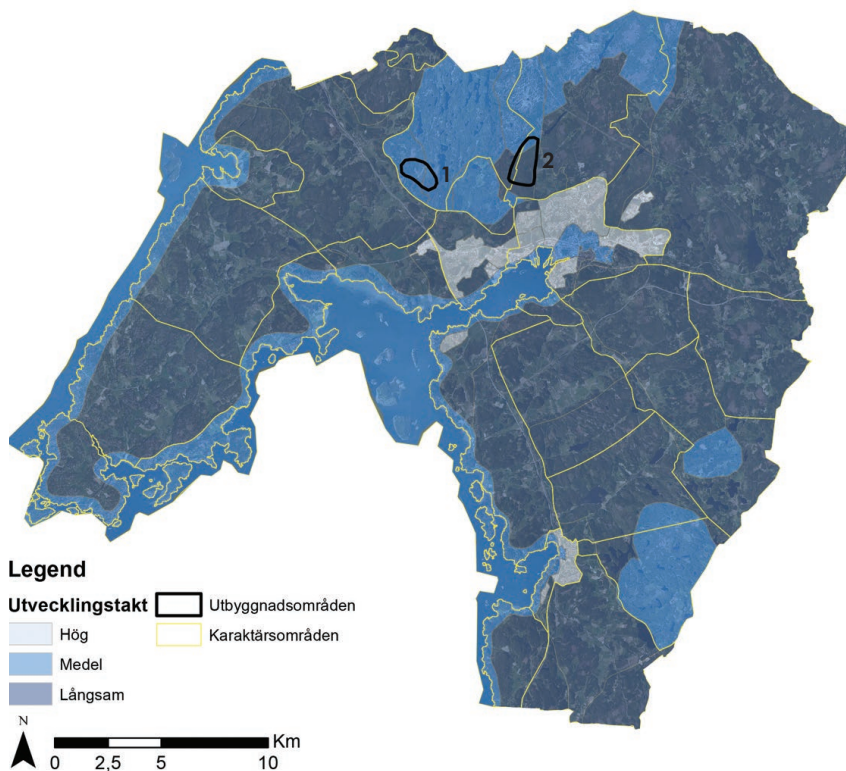 1
2
Legend
Utvecklingstakt
Hög
Medel
Långsam
Utbyggnadsområden
Karaktärsområden
N
Km
0 2,5 5 10